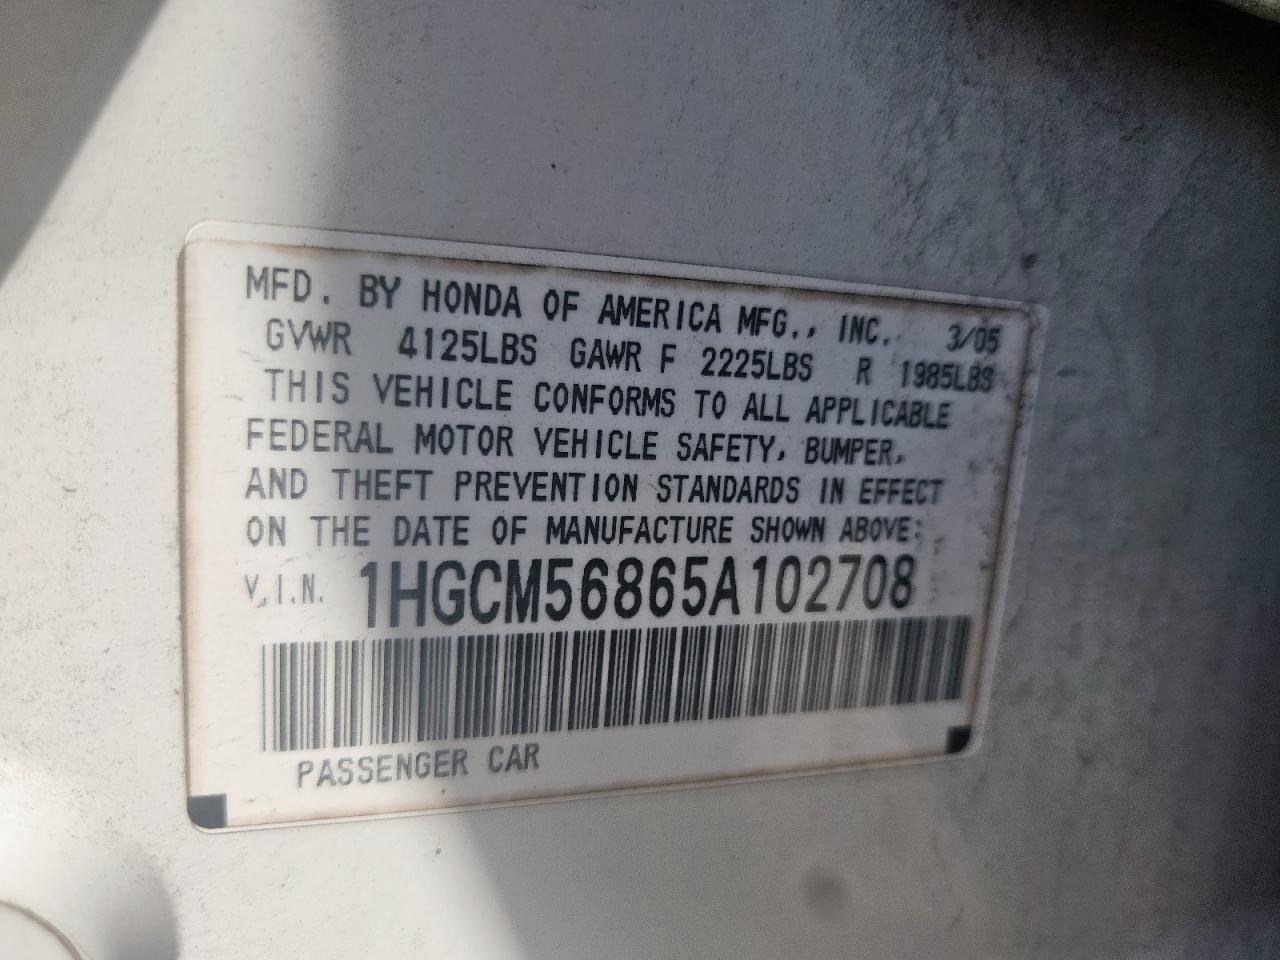 MFD. BY HONDA OF AMERICA MFG., INC. 3/05
GVWR 4125LBS GAWR F 2225LBS R 1985LBS
THIS VEHICLE CONFORMS TO ALL APPLICABLE
FEDERAL MOTOR VEHICLE SAFETY, BUMPER,
AND THEFT PREVENTION STANDARDS IN EFFECT
ON THE DATE OF MANUFACTURE SHOWN ABOVE:
V.I.N. 1HGCM56865A102708
PASSENGER CAR